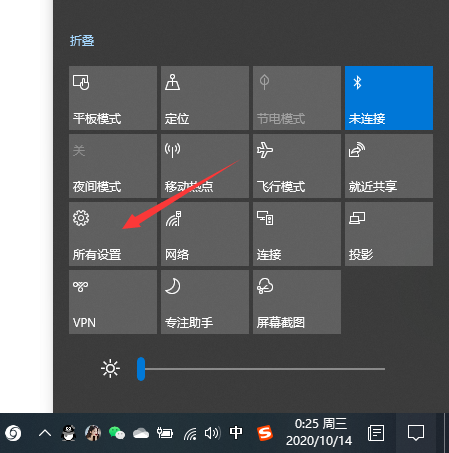 折叠
平板模式
定位
节电模式
未连接
关
夜间模式
移动热点
飞行模式
就近共享
所有设置
网络
连接
投影
VPN
专注助手
屏幕截图
中
S
0:25 周三
2020/10/14